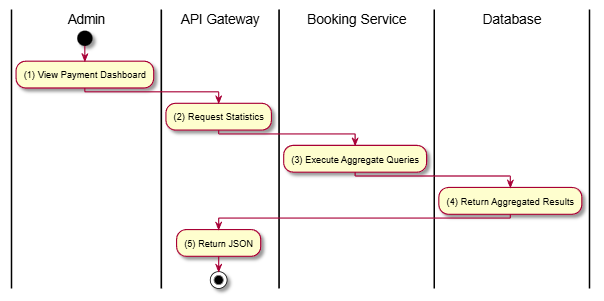 Admin
API Gateway
Booking Service
Database
(1) View Payment Dashboard
(2) Request Statistics
(3) Execute Aggregate Queries
(4) Return Aggregated Results
(5) Return JSON